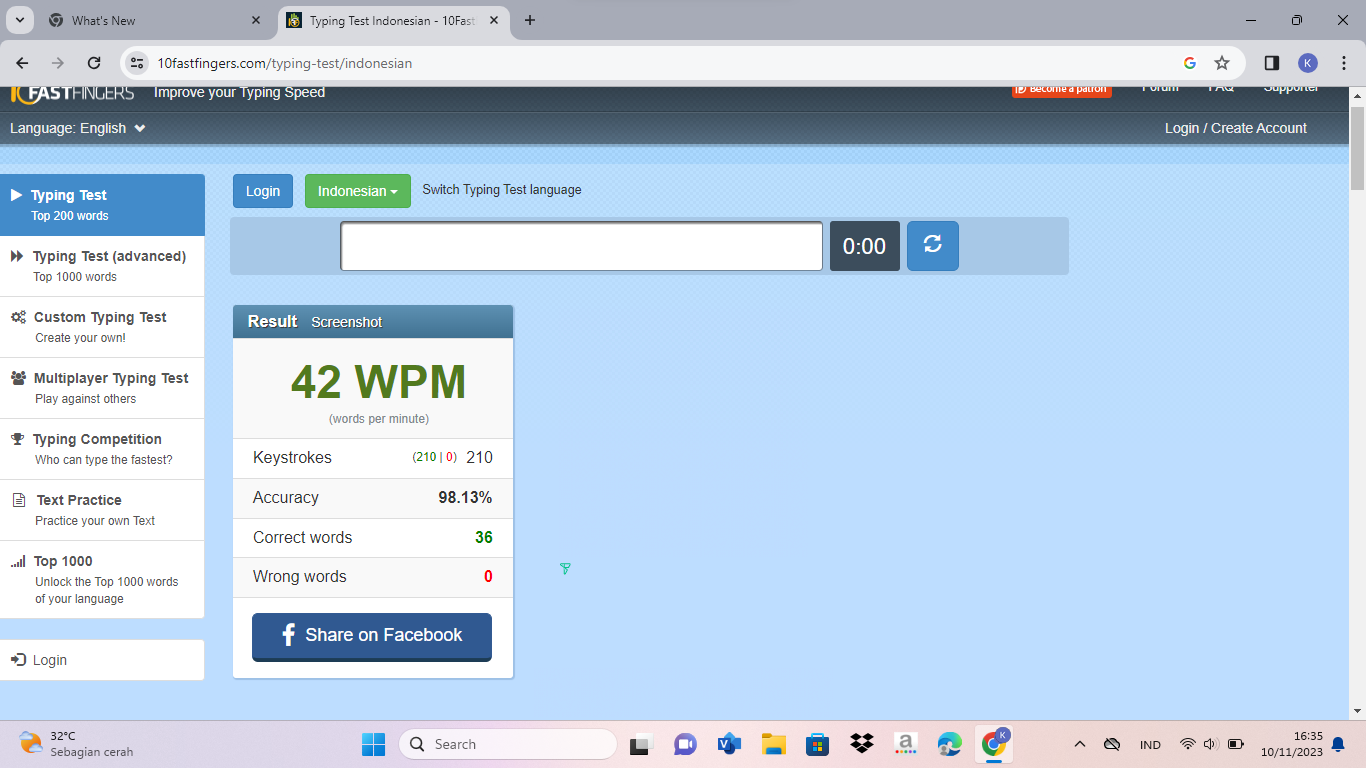 What's New
Typing Test Indonesian - 10Fast
10fastfingers.com/typing-test/indonesian
K
10FASTFINGERS Improve your Typing Speed
Become a patron Forum FAQ Supporter
Language: English
Login / Create Account
Typing Test
Top 200 words
Typing Test (advanced)
Top 1000 words
Custom Typing Test
Create your own!
Multiplayer Typing Test
Play against others
Typing Competition
Who can type the fastest?
Text Practice
Practice your own Text
Top 1000
Unlock the Top 1000 words
of your language
Login
Login Indonesian Switch Typing Test language
0:00
Result Screenshot
42 WPM
(words per minute)
Keystrokes (210 | 0) 210
Accuracy 98.13%
Correct words 36
Wrong words 0
Share on Facebook
32°C
Sebagian cerah
Search
a
K
IND
16:35
10/11/2023